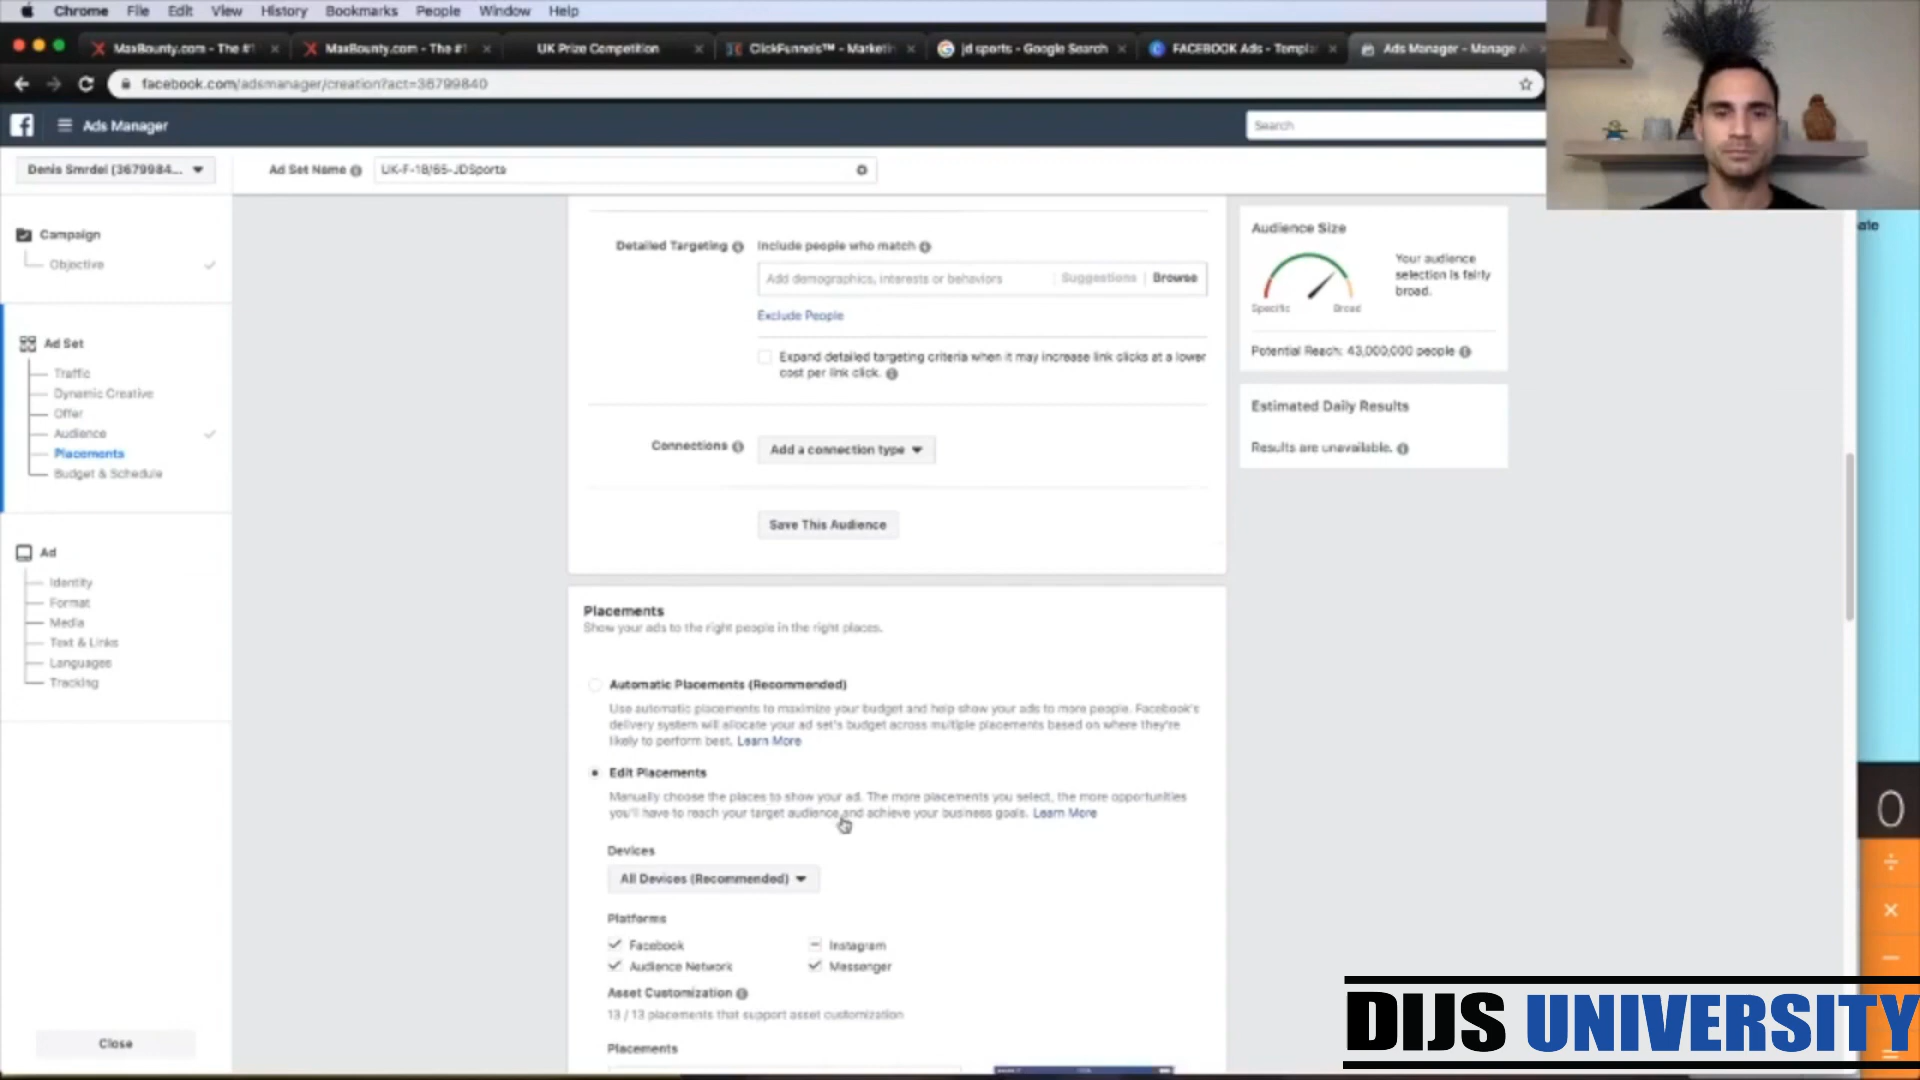 Chrome File Edit View History Bookmarks People Window Help
MaxBounty.com - The #1
MaxBounty.com - The #1
UK Prize Competition
ClickFunnels™ - Marketin
jd sports - Google Search
FACEBOOK Ads - Templa
Ads Manager - Manage A
facebook.com/adsmanager/creation?act=36799840
Ads Manager
Search
Denis Smrdel (3679984...
Ad Set Name
UK-F-18/65-JDSports
Campaign
Objective
Ad Set
Traffic
Dynamic Creative
Offer
Audience
Placements
Budget & Schedule
Ad
Identity
Format
Media
Text & Links
Languages
Tracking
Close
Detailed Targeting
Include people who match
Add demographics, interests or behaviors
Suggestions
Browse
Exclude People
Expand detailed targeting criteria when it may increase link clicks at a lower
cost per link click.
Connections
Add a connection type
Save This Audience
Placements
Show your ads to the right people in the right places.
Automatic Placements (Recommended)
Use automatic placements to maximize your budget and help show your ads to more people. Facebook's
delivery system will allocate your ad set's budget across multiple placements based on where they're
likely to perform best. Learn More
Edit Placements
Manually choose the places to show your ad. The more placements you select, the more opportunities
you'll have to reach your target audience and achieve your business goals. Learn More
Devices
All Devices (Recommended)
Platforms
Facebook
Instagram
Audience Network
Messenger
Asset Customization
13 / 13 placements that support asset customization
Placements
Audience Size
Your audience
selection is fairly
broad.
Specific
Broad
Potential Reach: 43,000,000 people
Estimated Daily Results
Results are unavailable.
0
÷
×
−
=
DIJS UNIVERSITY